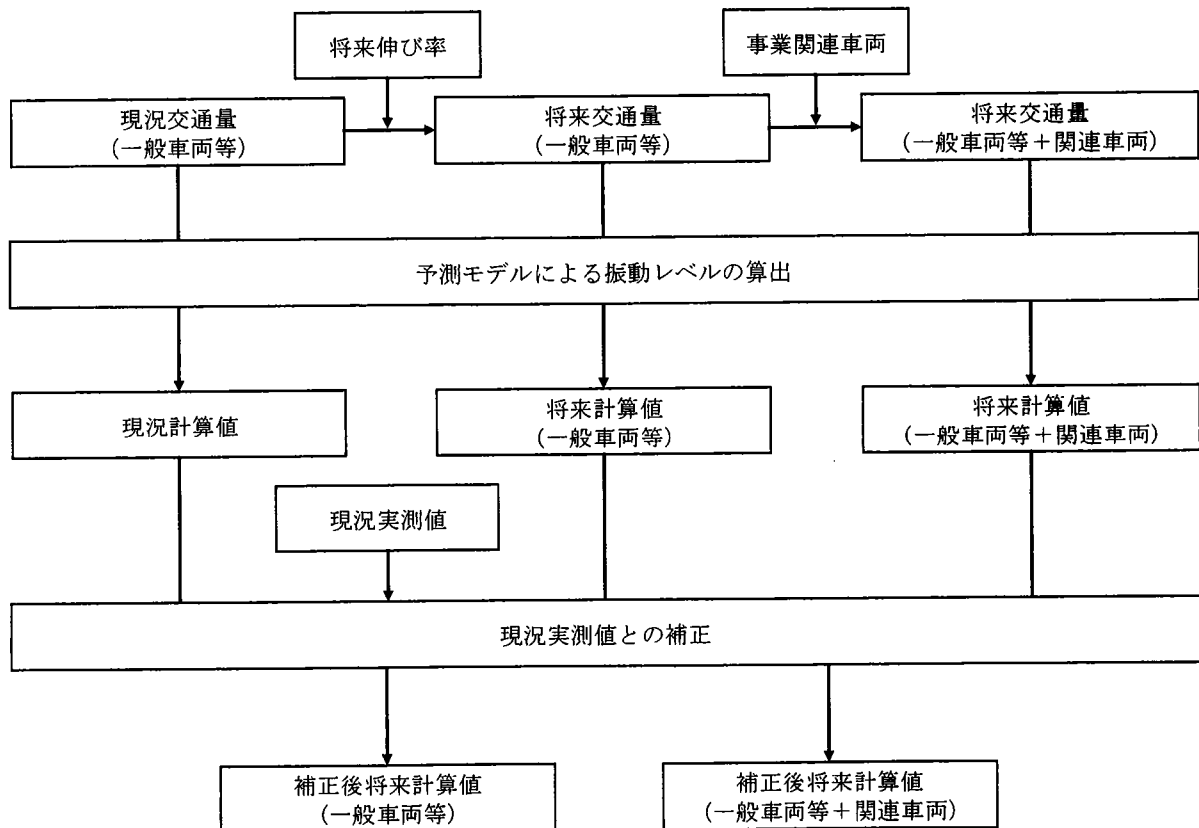 将来伸び率
事業関連車両
現況交通量
(一般車両等)
将来交通量
(一般車両等)
将来交通量
(一般車両等＋関連車両)
予測モデルによる振動レベルの算出
現況計算値
将来計算値
(一般車両等)
将来計算値
(一般車両等＋関連車両)
現況実測値
現況実測値との補正
補正後将来計算値
(一般車両等)
補正後将来計算値
(一般車両等＋関連車両)